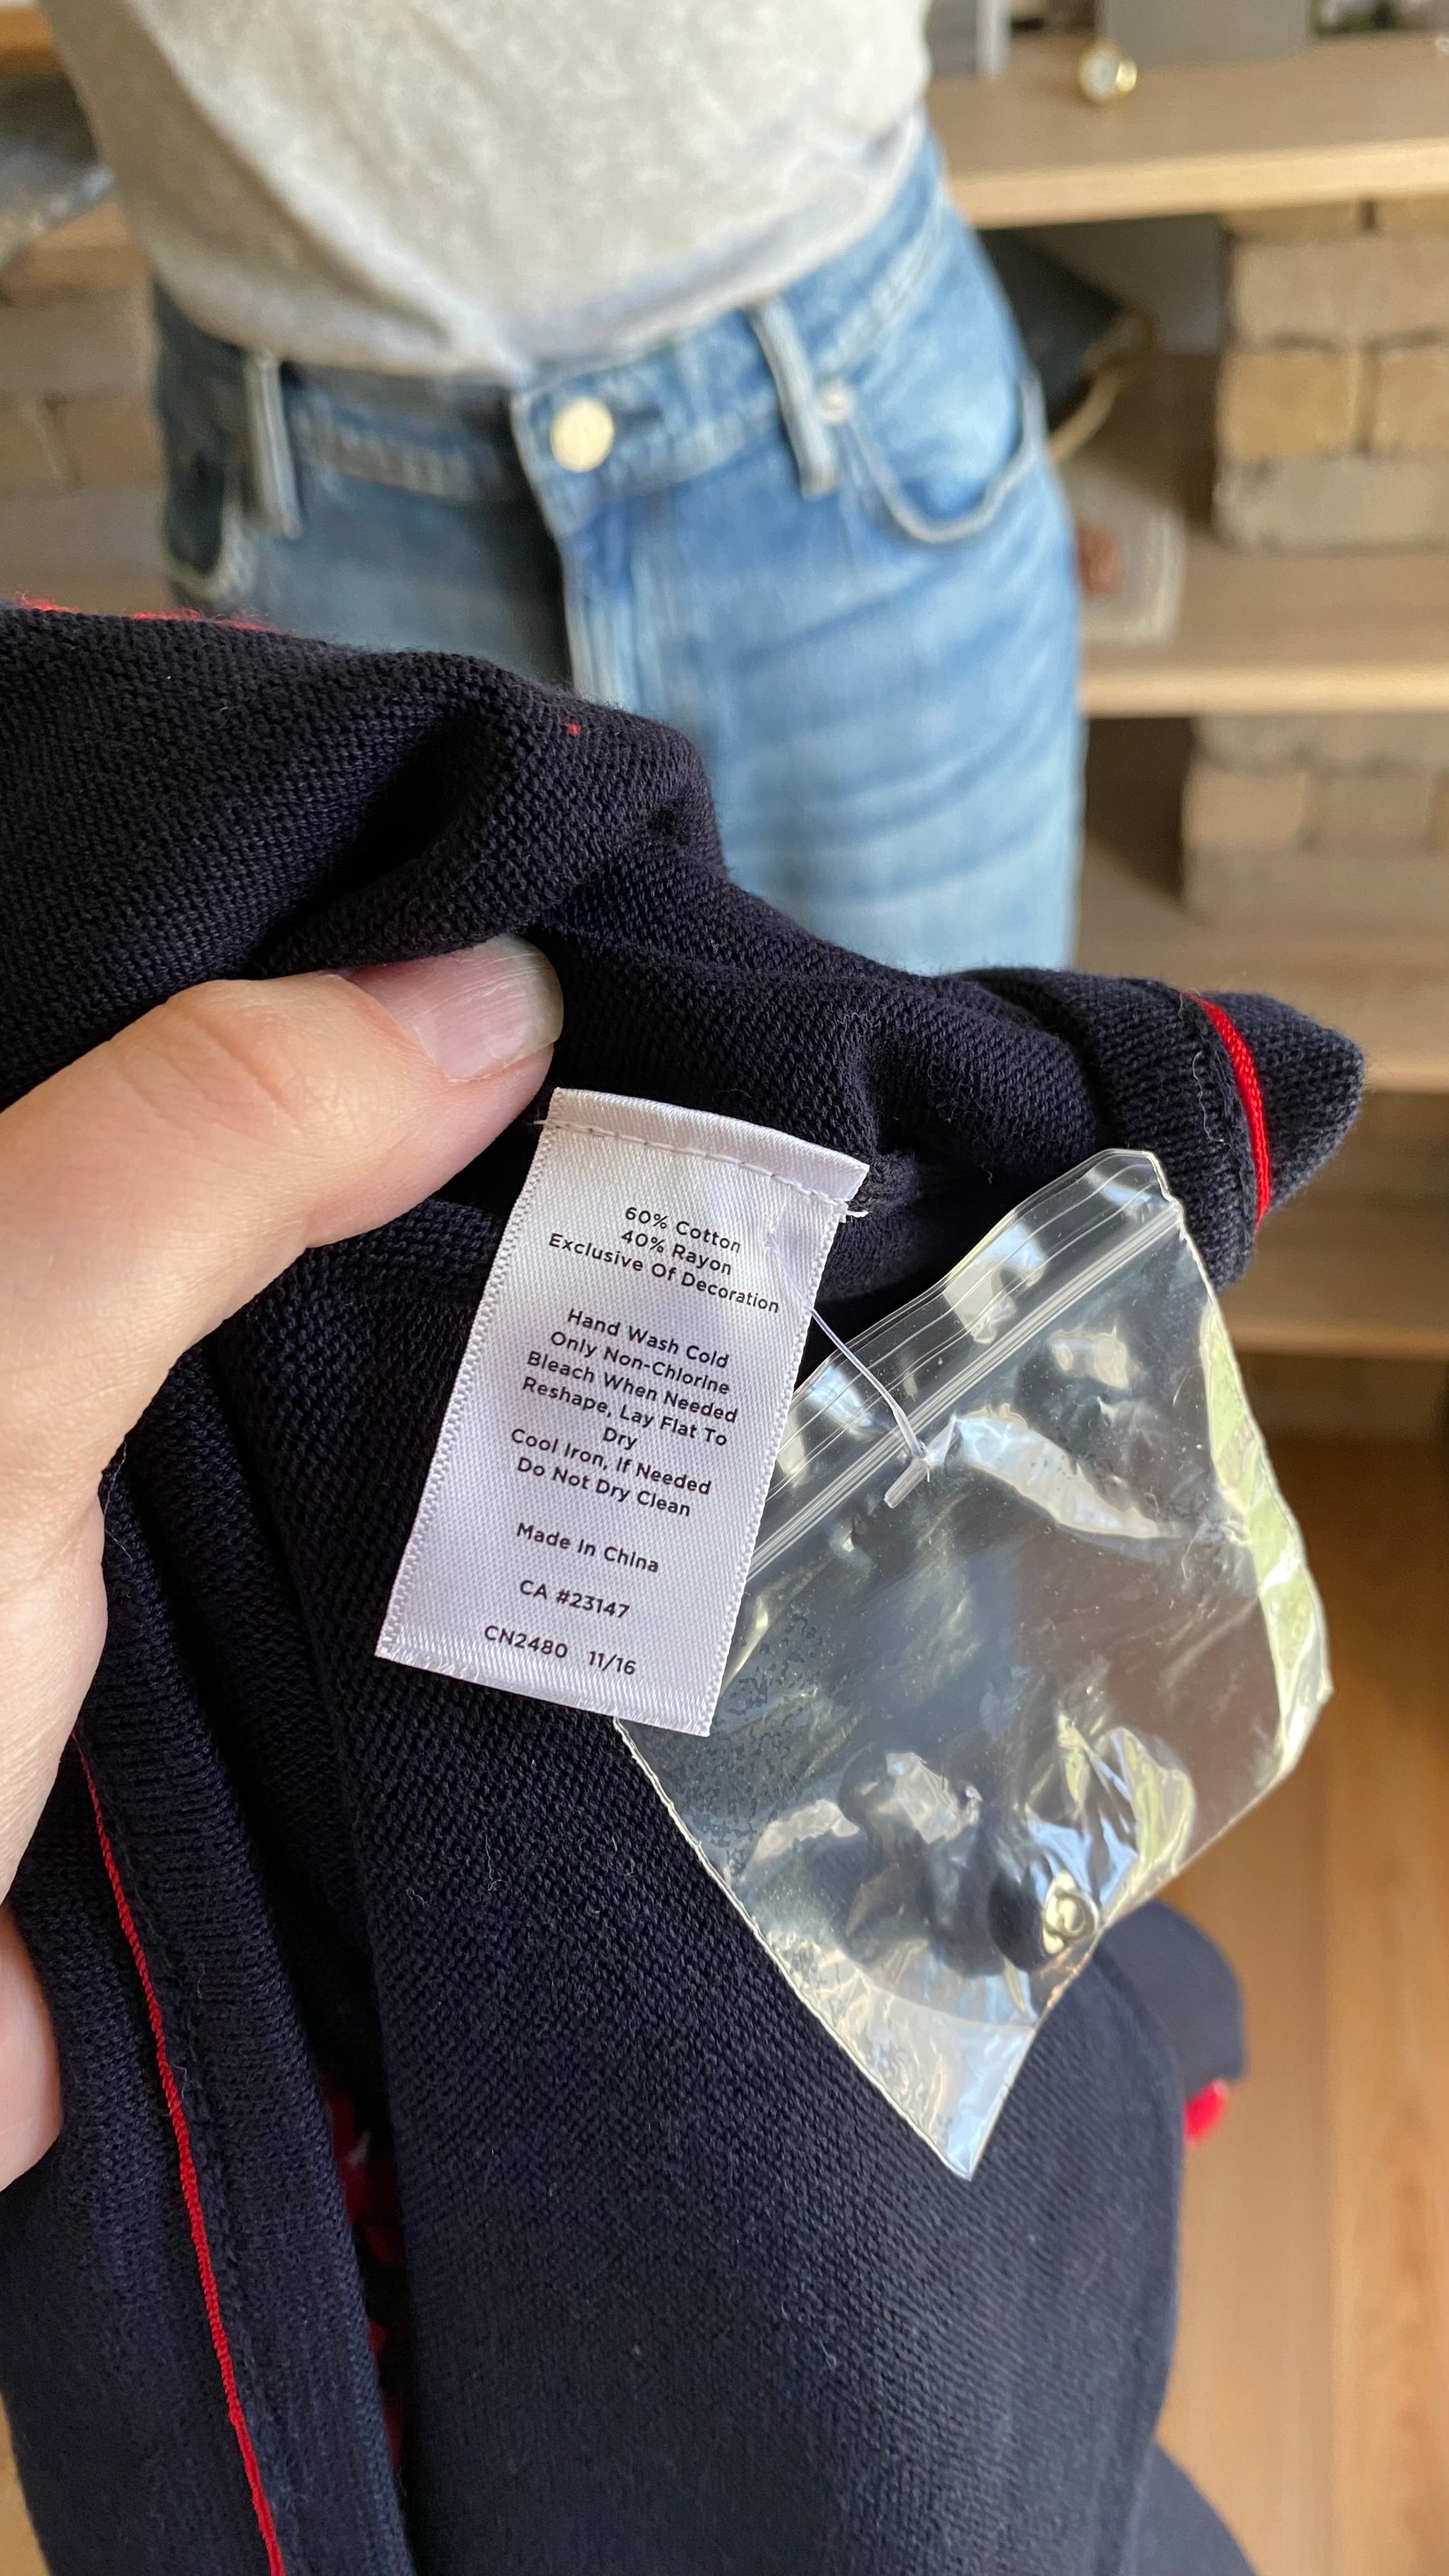 60% Cotton
40% Rayon
Exclusive Of Decoration
Hand Wash Cold
Only Non-Chlorine
Bleach When Needed
Reshape, Lay Flat To
Dry
Cool Iron, If Needed
Do Not Dry Clean
Made In China
CA #23147
CN2480 11/16